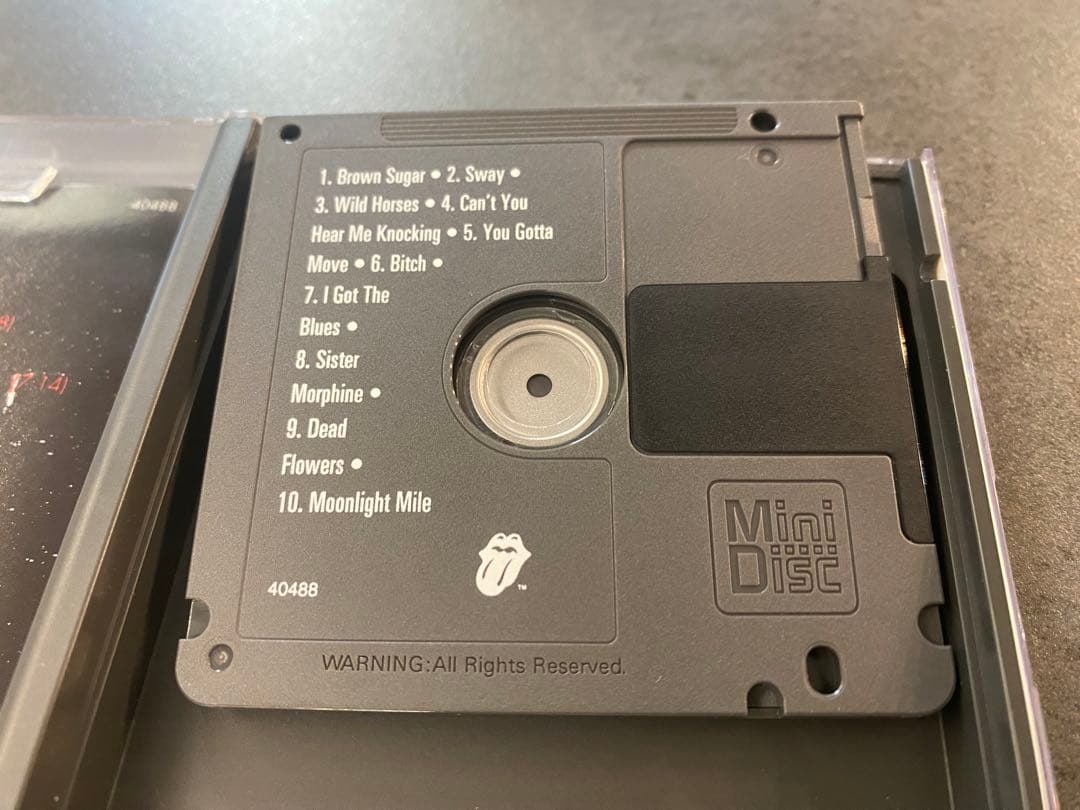 1. Brown Sugar • 2. Sway •
3. Wild Horses • 4. Can't You
Hear Me Knocking • 5. You Gotta
Move • 6. Bitch •
7. I Got The
Blues •
8. Sister
Morphine •
9. Dead
Flowers •
10. Moonlight Mile
40488
™
Mini
Disc
WARNING:All Rights Reserved.
40488